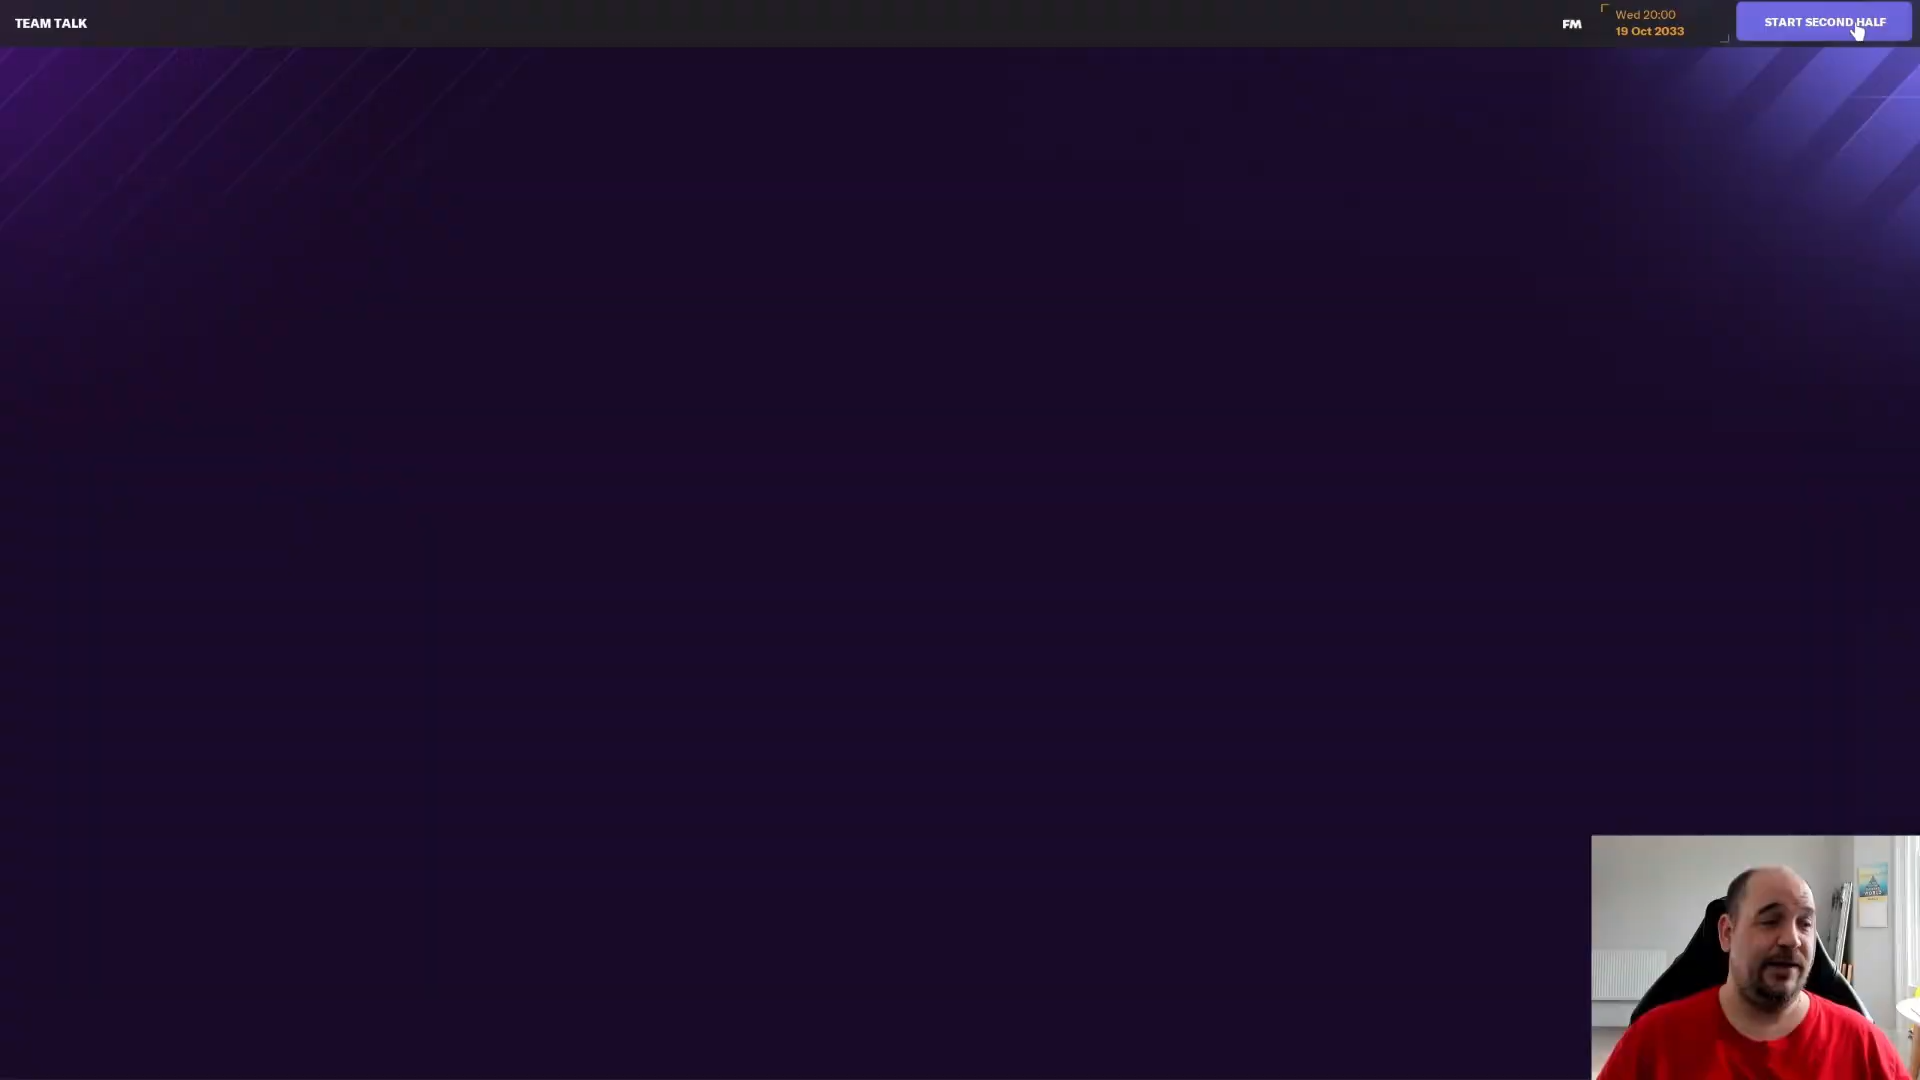 TEAM TALK
FM
Wed 20:00
19 Oct 2033
START SECOND HALF